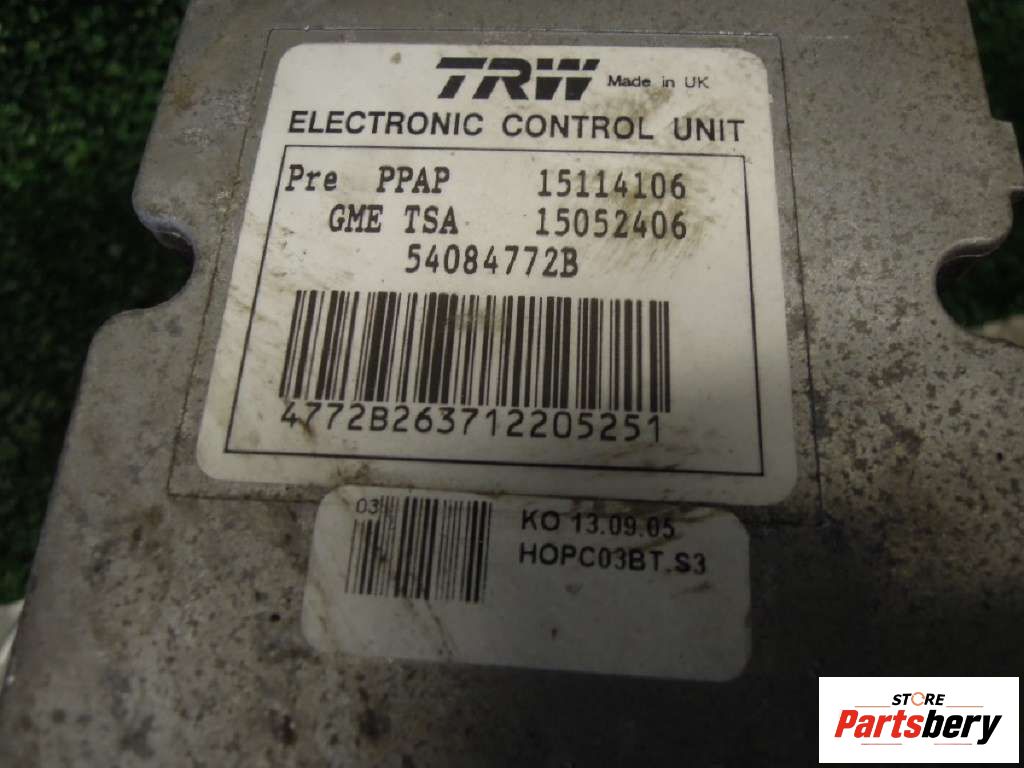 TRW Made in UK
ELECTRONIC CONTROL UNIT
Pre PPAP 15114106
GME TSA 15052406
54084772B
4772B263712205251
03
KO 13.09.05
HOPC03BT.S3
STORE
Partsbery